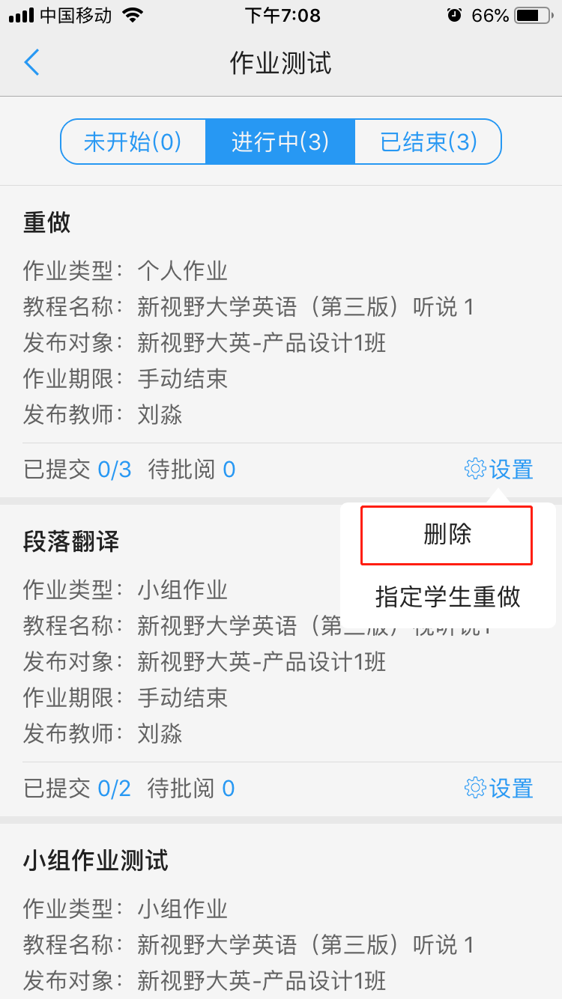 中国移动 下午7:08 66%
作业测试
未开始(0) 进行中(3) 已结束(3)
重做
作业类型：个人作业
教程名称：新视野大学英语（第三版）听说 1
发布对象：新视野大英-产品设计1班
作业期限：手动结束
发布教师：刘淼
已提交 0/3 待批阅 0 设置
删除
指定学生重做
段落翻译
作业类型：小组作业
教程名称：新视野大学英语（第三版）视听说1
发布对象：新视野大英-产品设计1班
作业期限：手动结束
发布教师：刘淼
已提交 0/2 待批阅 0 设置
小组作业测试
作业类型：小组作业
教程名称：新视野大学英语（第三版）听说 1
发布对象：新视野大英-产品设计1班